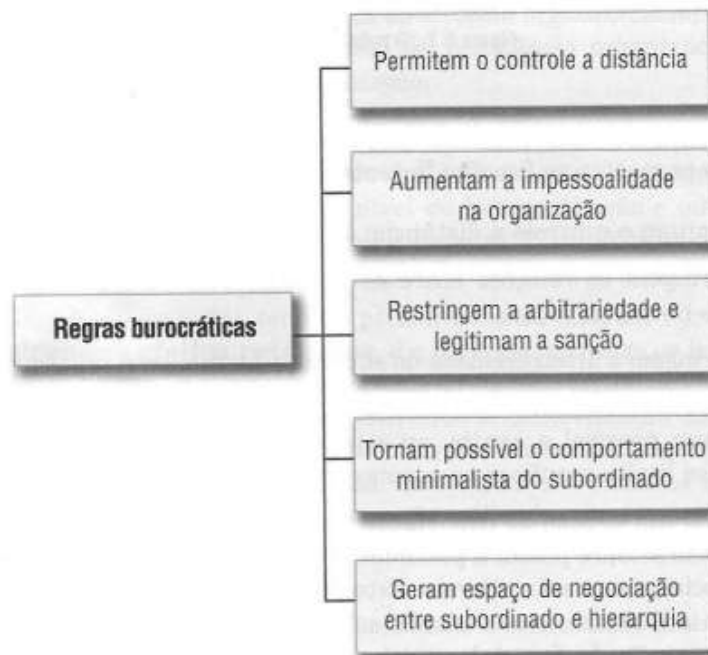 Permitem o controle a distância
Aumentam a impessoalidade
na organização
Regras burocráticas
Restringem a arbitrariedade e
legitimam a sanção
Tornam possível o comportamento
minimalista do subordinado
Geram espaço de negociação
entre subordinado e hierarquia